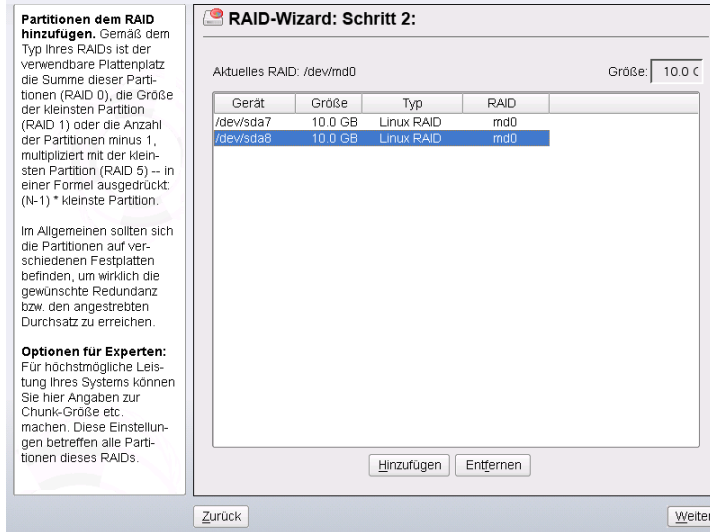 Partitionen dem RAID
hinzufügen. Gemäß dem
Typ Ihres RAIDs ist der
verwendbare Plattenplatz
die Summe dieser Parti-
tionen (RAID 0), die Größe
der kleinsten Partition
(RAID 1) oder die Anzahl
der Partitionen minus 1,
multipliziert mit der klein-
sten Partition (RAID 5) -- in
einer Formel ausgedrückt:
(N-1) * kleinste Partition.
Im Allgemeinen sollten sich
die Partitionen auf ver-
schiedenen Festplatten
befinden, um wirklich die
gewünschte Redundanz
bzw. den angestrebten
Durchsatz zu erreichen.
Optionen für Experten:
Für höchstmögliche Leis-
tung Ihres Systems können
Sie hier Angaben zur
Chunk-Größe etc.
machen. Diese Einstellun-
gen betreffen alle Parti-
tionen dieses RAIDs.
RAID-Wizard: Schritt 2:
Aktuelles RAID: /dev/md0 Größe: 10.0
Gerät Größe Typ RAID
/dev/sda7 10.0 GB Linux RAID md0
/dev/sda8 10.0 GB Linux RAID md0
Hinzufügen Entfernen
Zurück Weiter